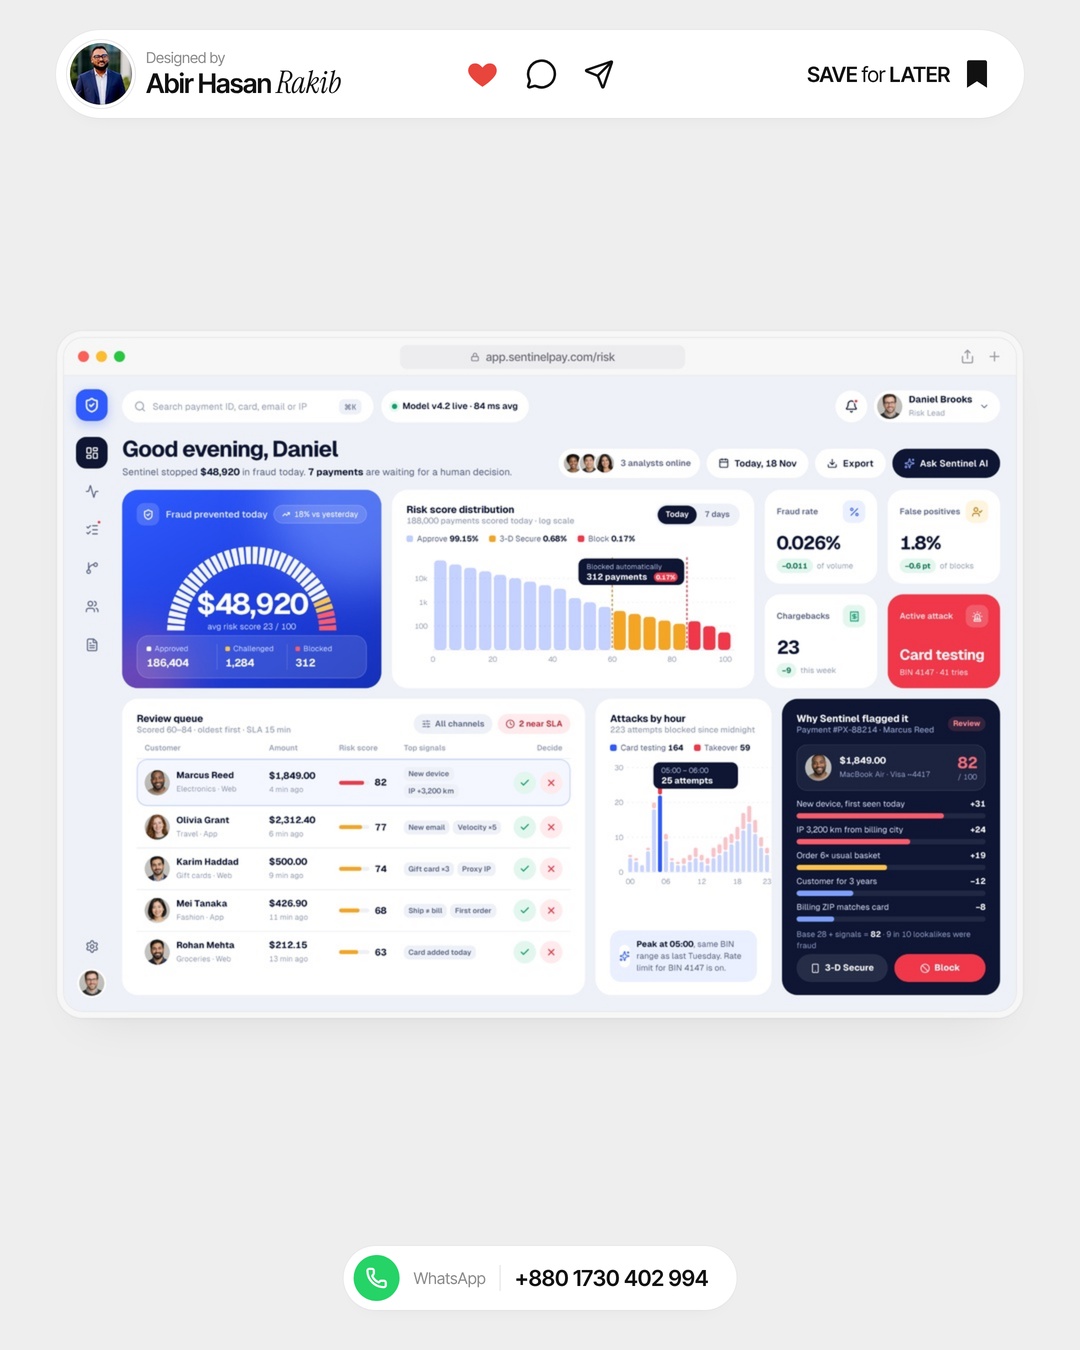 Designed by
Abir Hasan Rakib
SAVE for LATER
app.sentinelpay.com/risk
Search payment ID, card, email or IP
⌘K
Model v4.2 live · 84 ms avg
Daniel Brooks
Risk Lead
Good evening, Daniel
Sentinel stopped $48,920 in fraud today. 7 payments are waiting for a human decision.
3 analysts online
Today, 18 Nov
Export
Ask Sentinel AI
Fraud prevented today
18% vs yesterday
$48,920
avg risk score 23 / 100
Approved
186,404
Challenged
1,284
Blocked
312
Risk score distribution
188,000 payments scored today · log scale
Today
7 days
Approve 99.15%
3-D Secure 0.68%
Block 0.17%
Blocked automatically
312 payments 0.17%
10k
1k
100
0 20 40 60 80 100
Fraud rate
0.026%
−0.011 of volume
False positives
1.8%
−0.6 pt of blocks
Chargebacks
23
−9 this week
Active attack
Card testing
BIN 4147 · 41 tries
Review queue
Scored 60–84 · oldest first · SLA 15 min
All channels
2 near SLA
Customer Amount Risk score Top signals Decide
Marcus Reed
Electronics · Web
$1,849.00
4 min ago
82
New device
IP +3,200 km
Olivia Grant
Travel · App
$2,312.40
6 min ago
77
New email
Velocity ×5
Karim Haddad
Gift cards · Web
$500.00
9 min ago
74
Gift card ×3
Proxy IP
Mei Tanaka
Fashion · App
$426.90
11 min ago
68
Ship ≠ bill
First order
Rohan Mehta
Groceries · Web
$212.15
13 min ago
63
Card added today
Attacks by hour
223 attempts blocked since midnight
Card testing 164
Takeover 59
05:00 – 06:00
25 attempts
30
20
10
0
00 06 12 18 23
Peak at 05:00, same BIN
range as last Tuesday. Rate
limit for BIN 4147 is on.
Why Sentinel flagged it
Payment #PX-88214 · Marcus Reed
Review
$1,849.00
MacBook Air · Visa ··4417
82
/ 100
New device, first seen today +31
IP 3,200 km from billing city +24
Order 6× usual basket +19
Customer for 3 years −12
Billing ZIP matches card −8
Base 28 + signals = 82 · 9 in 10 lookalikes were
fraud
3-D Secure
Block
WhatsApp
+880 1730 402 994